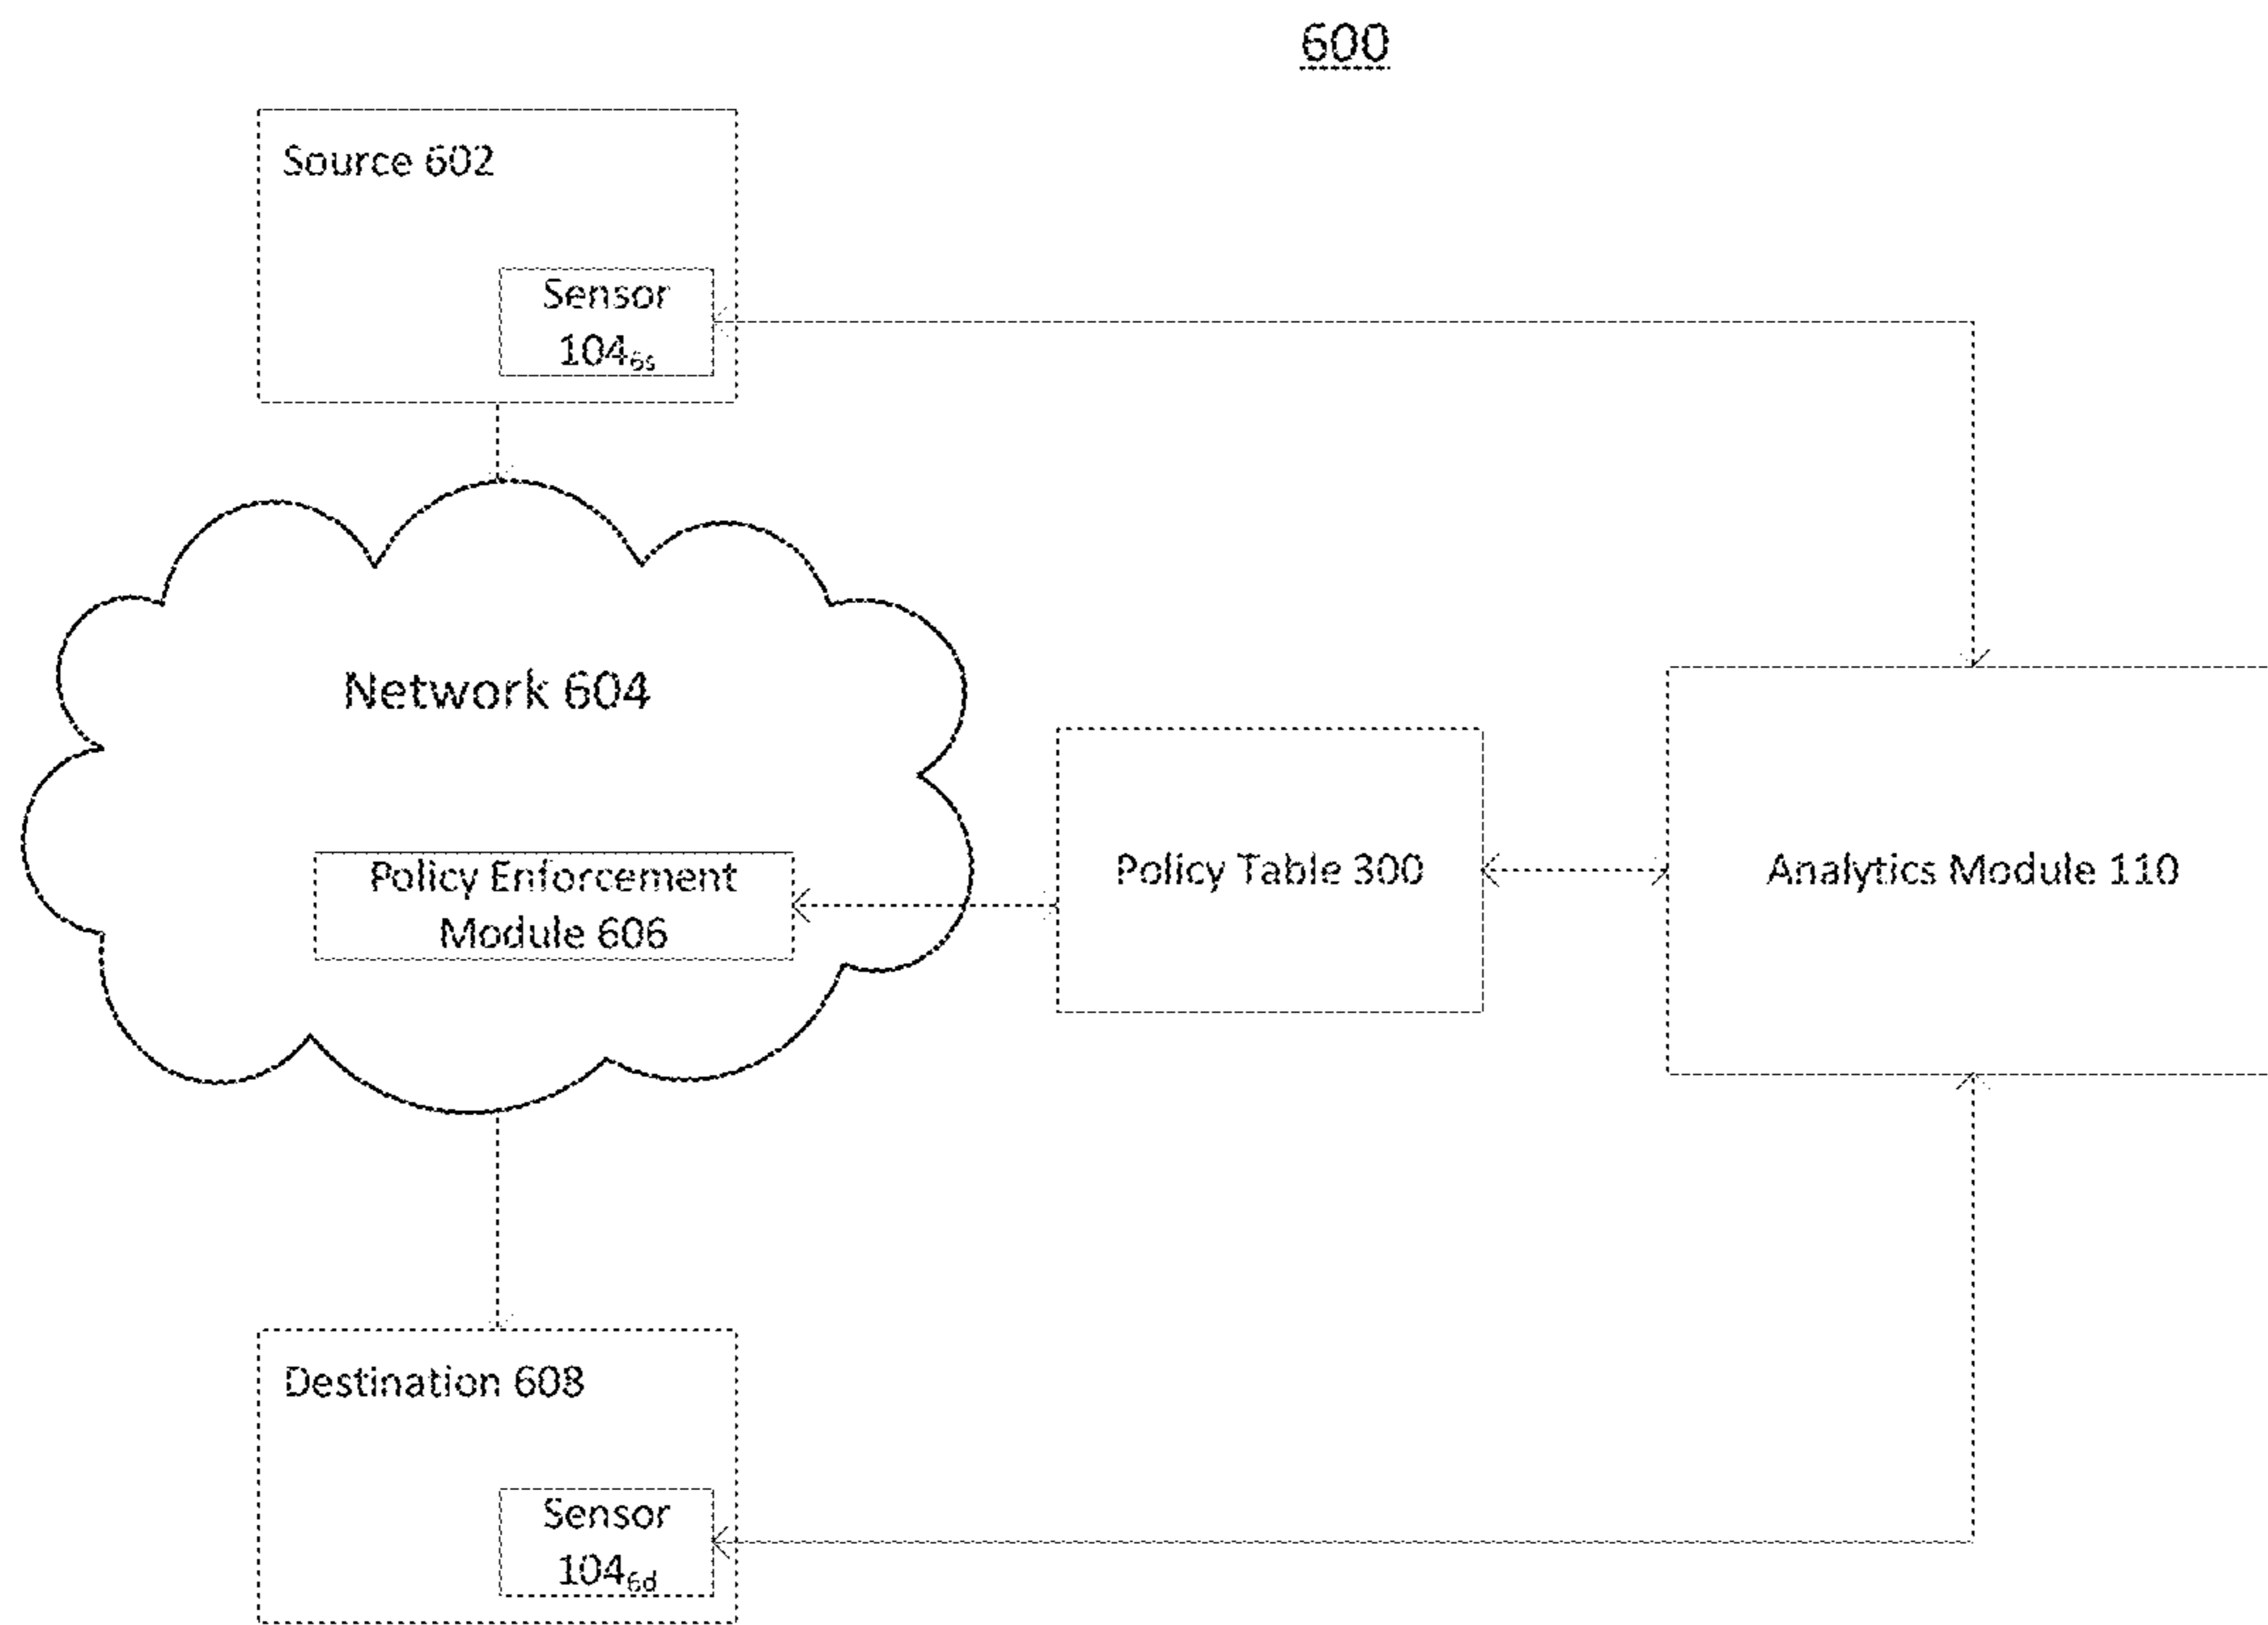 600
Source 602
Sensor
104₆ₛ
Network 604
Policy Enforcement
Module 606
Policy Table 300
Analytics Module 110
Destination 608
Sensor
104₆d